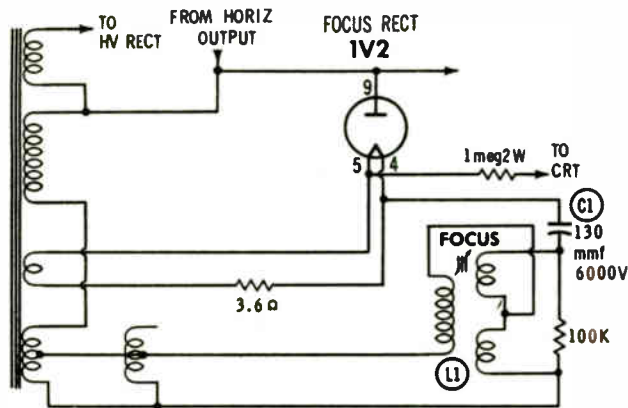 TO
HV RECT
FROM HORIZ
OUTPUT
FOCUS RECT
1V2
9
5 4
1meg2W
TO
CRT
C1
130
mmf
6000V
FOCUS
3.6Ω
100K
L1